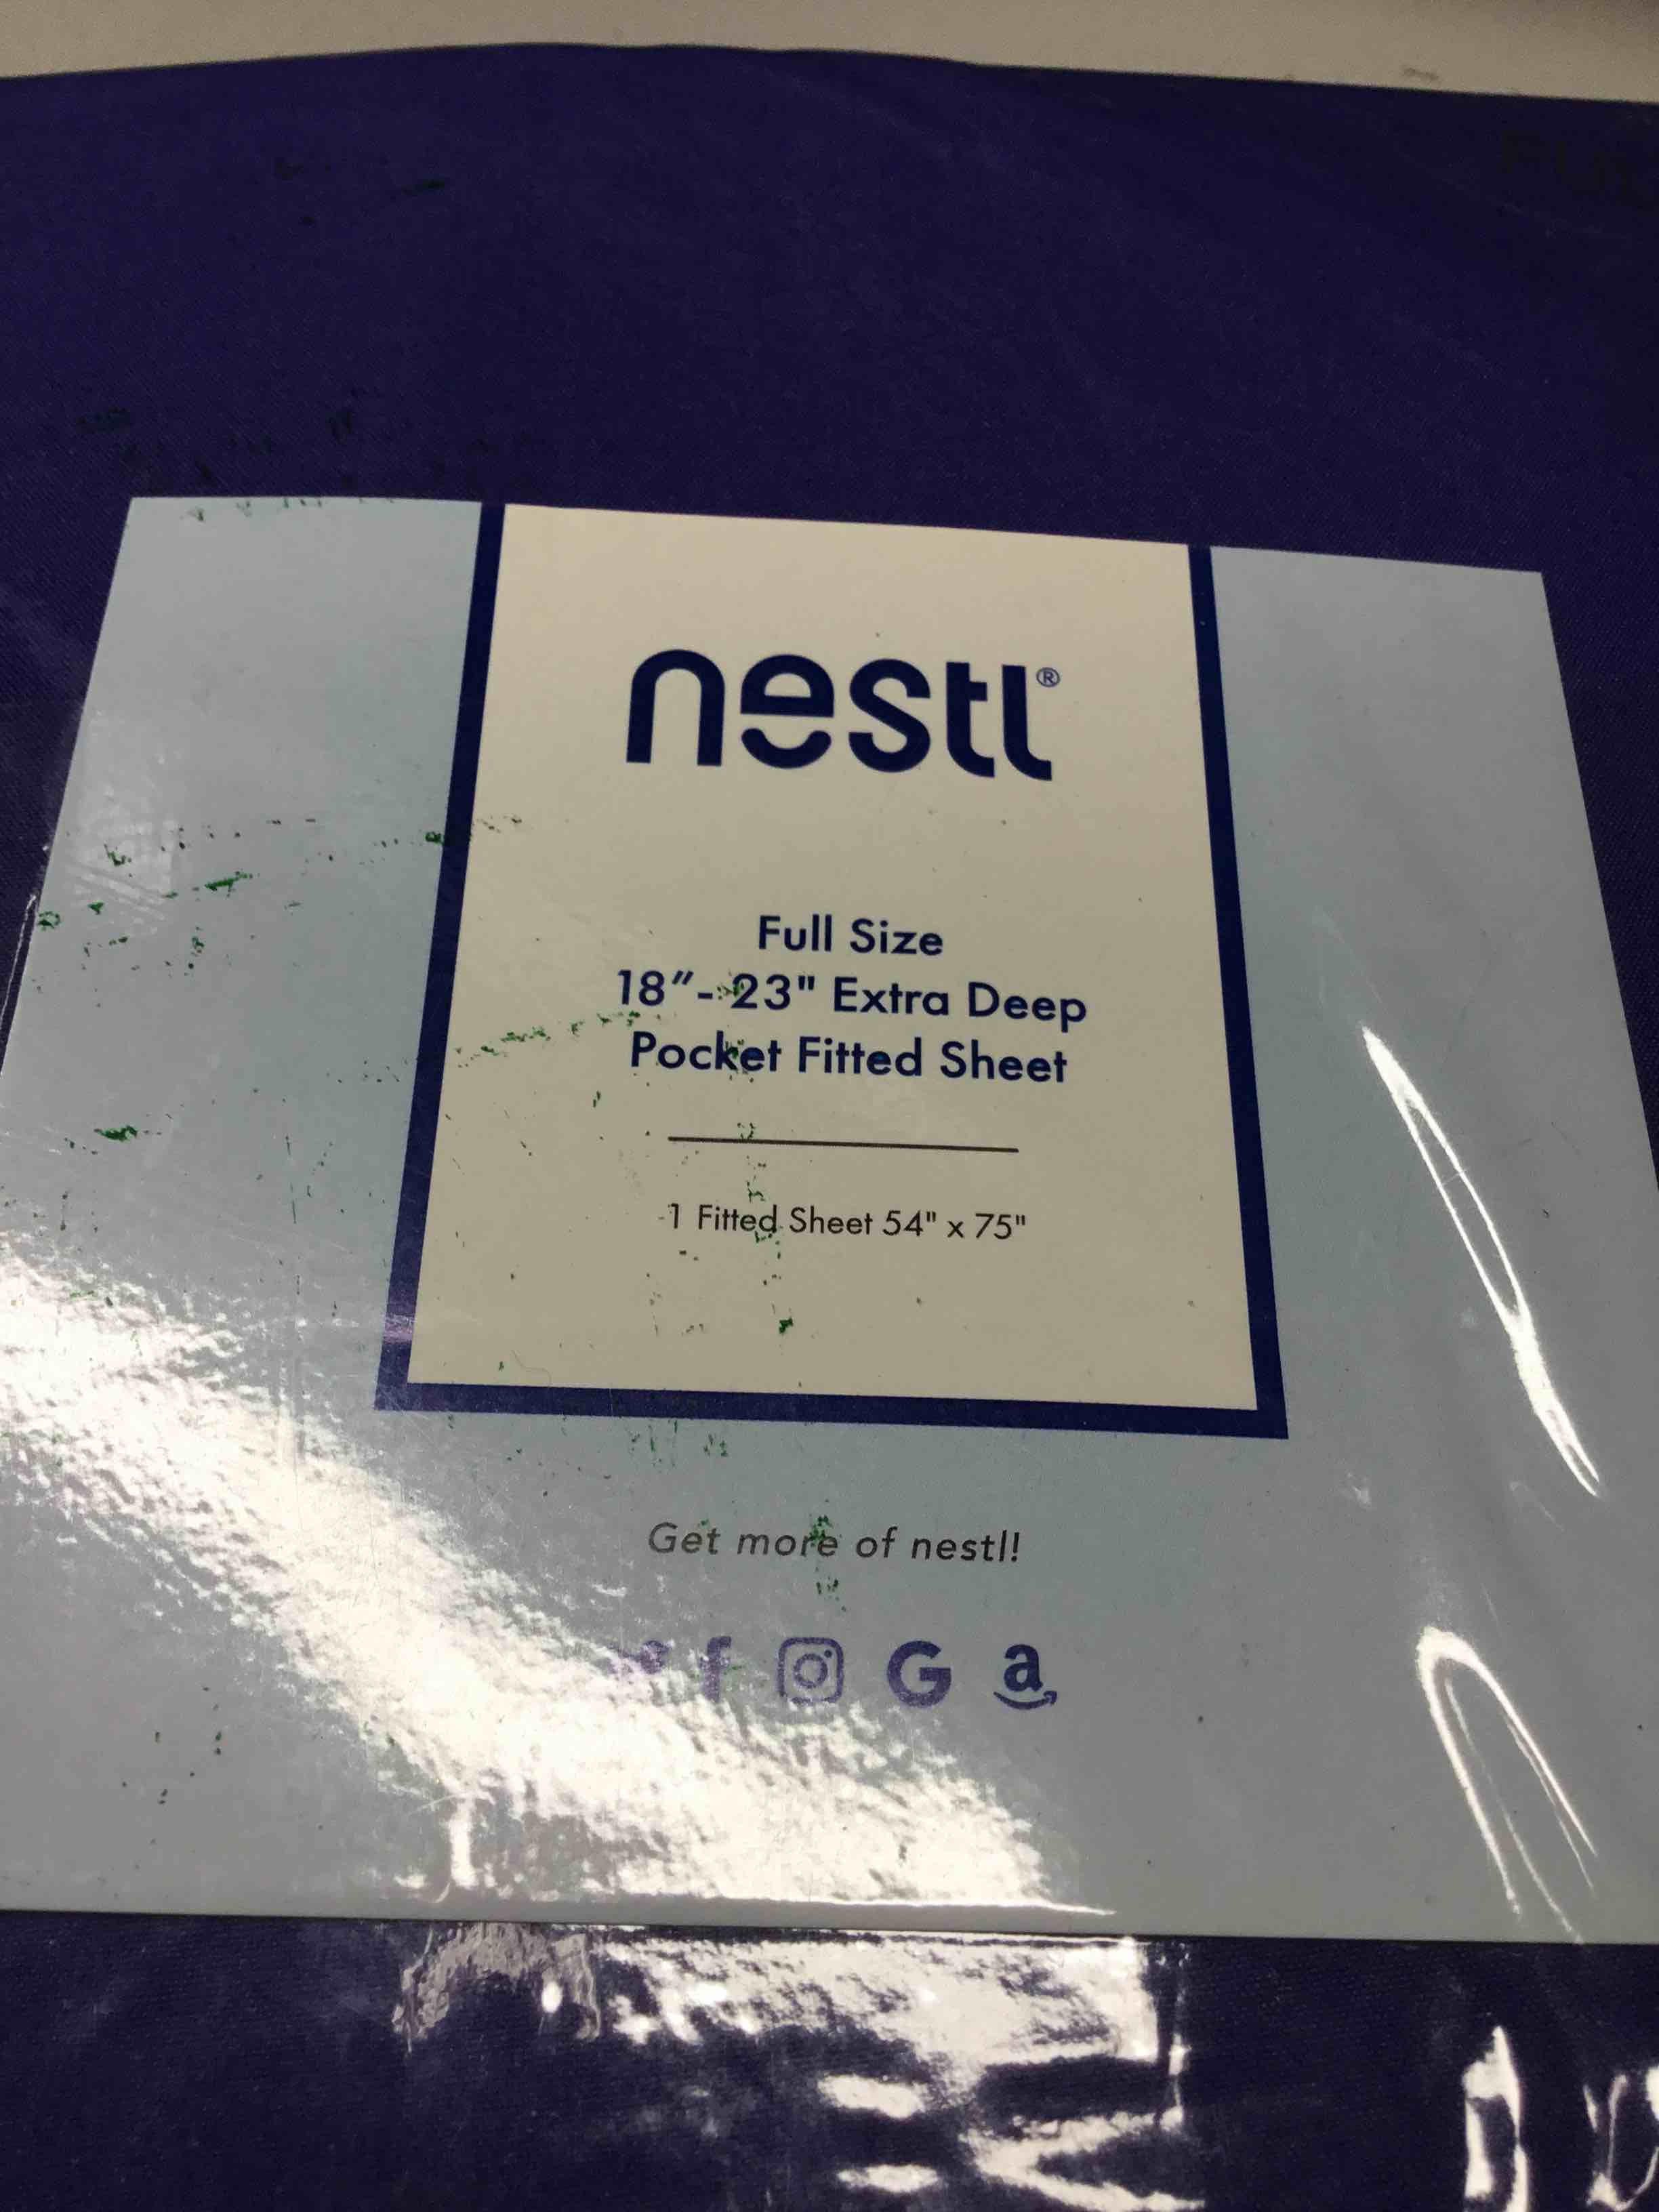 nestl®
Full Size
18"-23" Extra Deep
Pocket Fitted Sheet
1 Fitted Sheet 54" x 75"
Get more of nestl!